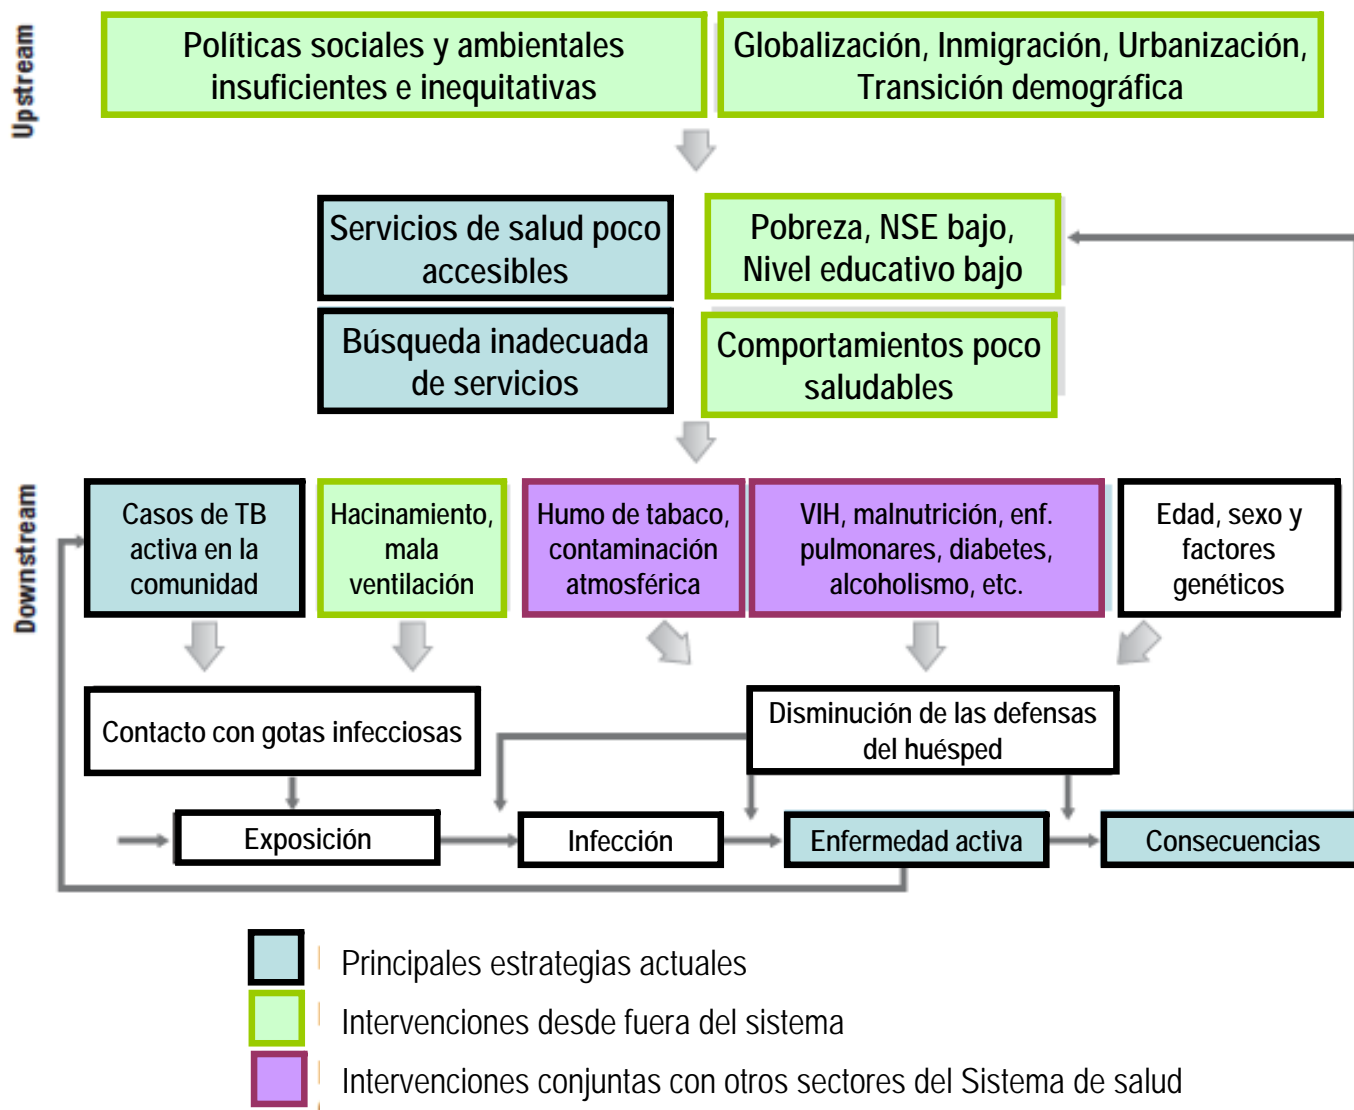 Upstream
Políticas sociales y ambientales
insuficientes e inequitativas
Globalización, Inmigración, Urbanización,
Transición demográfica
Servicios de salud poco
accesibles
Pobreza, NSE bajo,
Nivel educativo bajo
Búsqueda inadecuada
de servicios
Comportamientos poco
saludables
Downstream
Casos de TB
activa en la
comunidad
Hacinamiento,
mala
ventilación
Humo de tabaco,
contaminación
atmosférica
VIH, malnutrición, enf.
pulmonares, diabetes,
alcoholismo, etc.
Edad, sexo y
factores
genéticos
Contacto con gotas infecciosas
Disminución de las defensas
del huésped
Exposición
Infección
Enfermedad activa
Consecuencias
Principales estrategias actuales
Intervenciones desde fuera del sistema
Intervenciones conjuntas con otros sectores del Sistema de salud